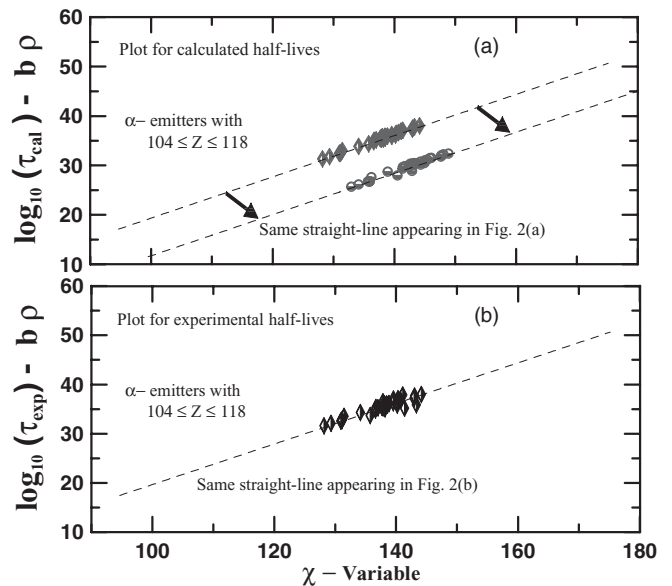 60
50
40
30
20
10
log₁₀ (τcal) - b ρ
Plot for calculated half-lives
(a)
α− emitters with
104 ≤ Z ≤ 118
Same straight-line appearing in Fig. 2(a)
60
50
40
30
20
10
log₁₀ (τexp) - b ρ
Plot for experimental half-lives
(b)
α− emitters with
104 ≤ Z ≤ 118
Same straight-line appearing in Fig. 2(b)
100 120 140 160 180
χ − Variable